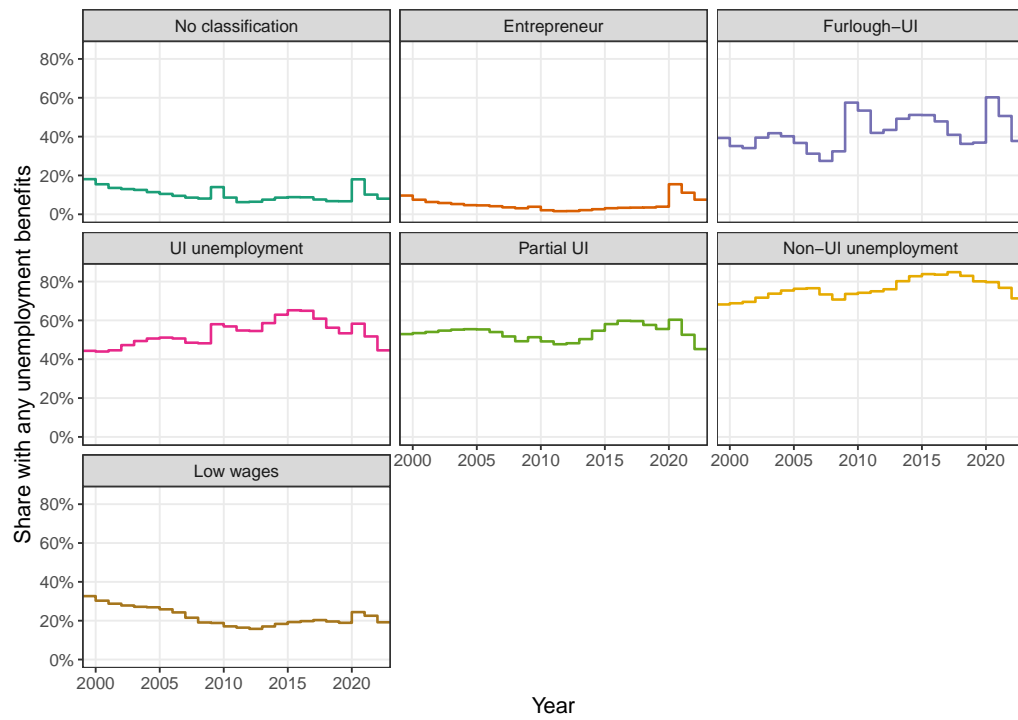 No classification
Entrepreneur
Furlough−UI
80%
60%
40%
20%
0%
UI unemployment
Partial UI
Non−UI unemployment
80%
60%
40%
20%
0%
2000 2005 2010 2015 2020
2000 2005 2010 2015 2020
Low wages
80%
60%
40%
20%
0%
2000 2005 2010 2015 2020
Year
Share with any unemployment benefits